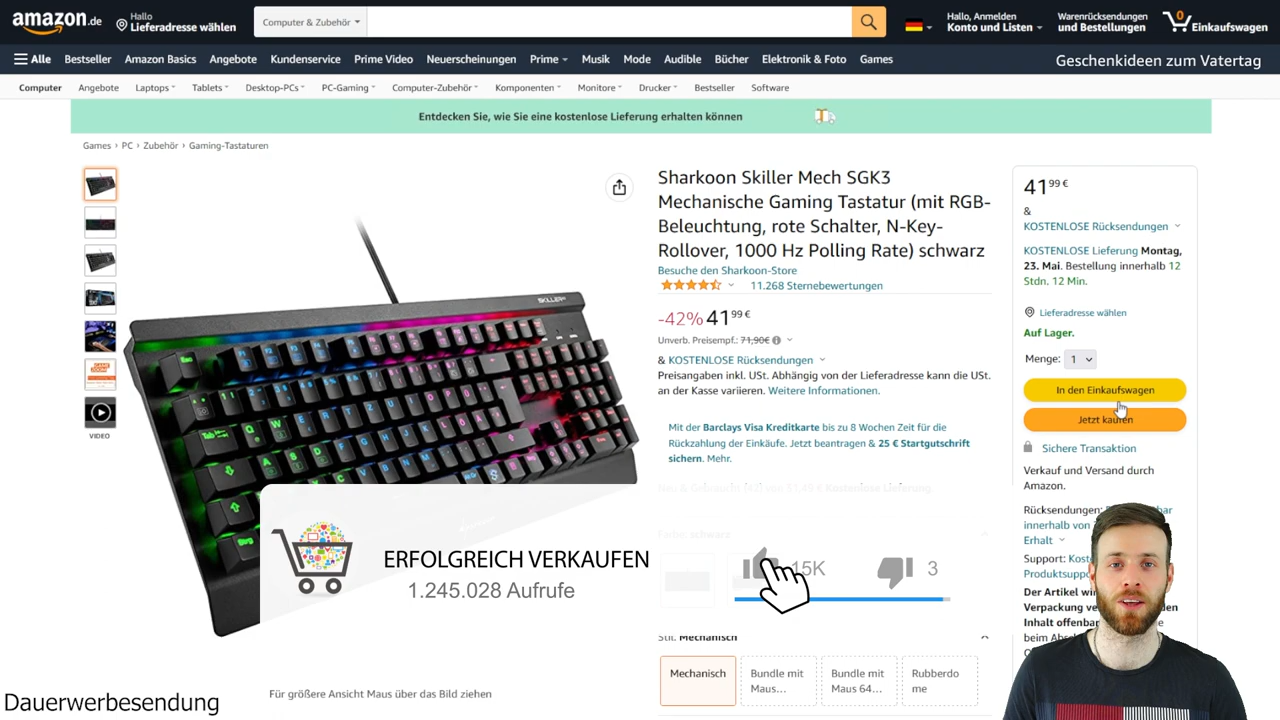 amazon.de
Hallo
Lieferadresse wählen
Computer & Zubehör
Hallo, Anmelden
Konto und Listen
Warenrücksendungen
und Bestellungen
0
Einkaufswagen
Alle
Bestseller
Amazon Basics
Angebote
Kundenservice
Prime Video
Neuerscheinungen
Prime
Musik
Mode
Audible
Bücher
Elektronik & Foto
Games
Geschenkideen zum Vatertag
Computer
Angebote
Laptops
Tablets
Desktop-PCs
PC-Gaming
Computer-Zubehör
Komponenten
Monitore
Drucker
Bestseller
Software
Entdecken Sie, wie Sie eine kostenlose Lieferung erhalten können
Games › PC › Zubehör › Gaming-Tastaturen
VIDEO
SKILLER
Für größere Ansicht Maus über das Bild ziehen
Sharkoon Skiller Mech SGK3
Mechanische Gaming Tastatur (mit RGB-
Beleuchtung, rote Schalter, N-Key-
Rollover, 1000 Hz Polling Rate) schwarz
Besuche den Sharkoon-Store
11.268 Sternebewertungen
-42% 41,99 €
Unverb. Preisempf.: 71,90€
& KOSTENLOSE Rücksendungen
Preisangaben inkl. USt. Abhängig von der Lieferadresse kann die USt.
an der Kasse variieren. Weitere Informationen.
Mit der Barclays Visa Kreditkarte bis zu 8 Wochen Zeit für die
Rückzahlung der Einkäufe. Jetzt beantragen & 25 € Startgutschrift
sichern. Mehr.
Kostenlose Lieferung
schwarz
Stil: Mechanisch
Mechanisch
Bundle mit
Maus...
Bundle mit
Maus 64...
Rubberdo
me
41 99 €
&
KOSTENLOSE Rücksendungen
KOSTENLOSE Lieferung Montag,
23. Mai. Bestellung innerhalb 12
Stdn. 12 Min.
Lieferadresse wählen
Auf Lager.
Menge: 1
In den Einkaufswagen
Jetzt kaufen
Sichere Transaktion
Verkauf und Versand durch
Amazon.
Rücksendungen:
innerhalb von
Erhalt
Support:
Der Artikel
Verpackung
Inhalt
beim
ERFOLGREICH VERKAUFEN
1.245.028 Aufrufe
15K
3
Dauerwerbesendung